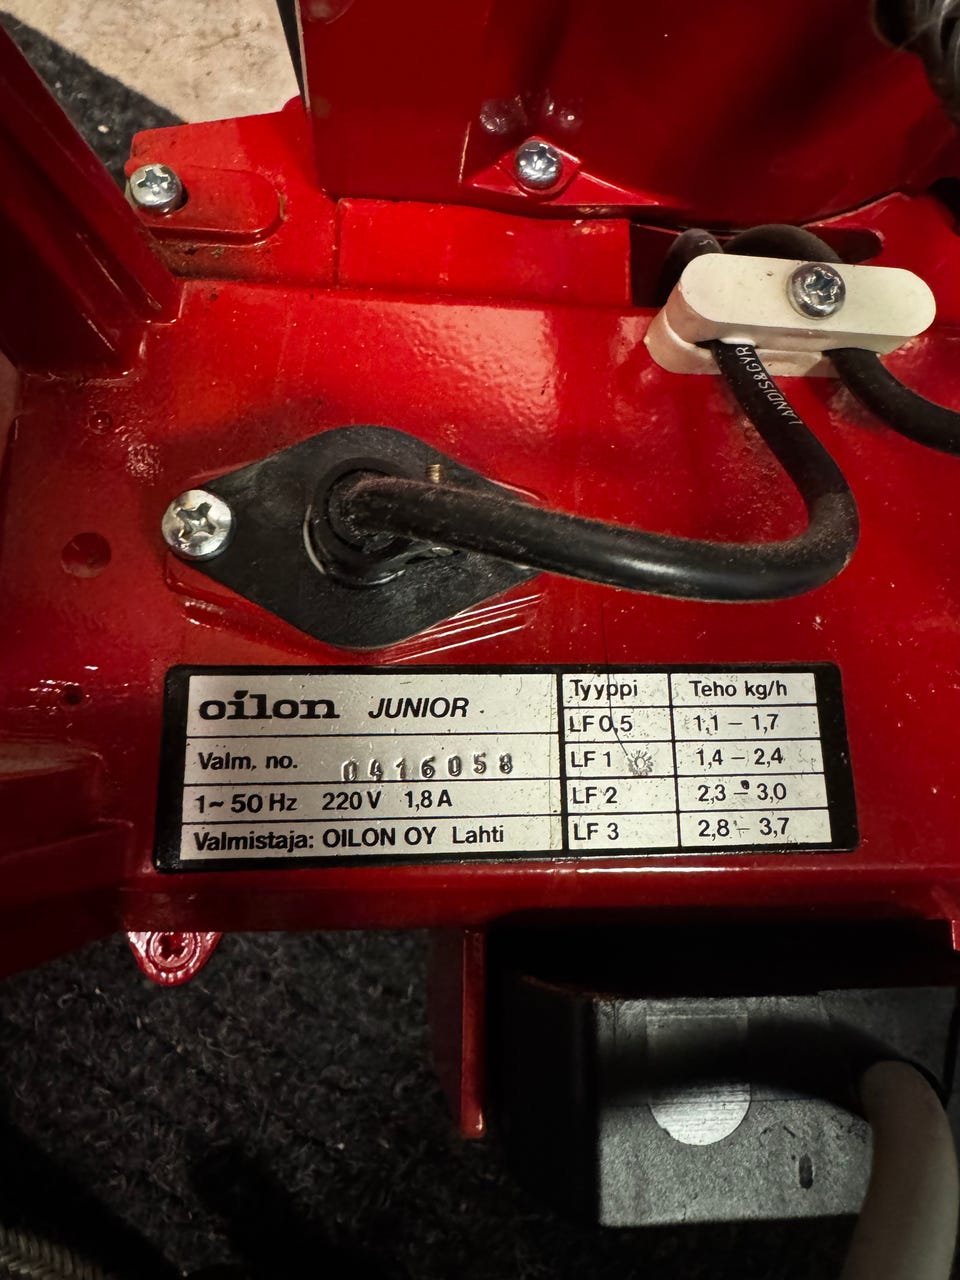 LANDIS&GYR
oilon JUNIOR
Valm. no. 0416058
1~ 50 Hz 220 V 1,8 A
Valmistaja: OILON OY Lahti
Tyyppi Teho kg/h
LF 0,5 1,1 – 1,7
LF 1 1,4 – 2,4
LF 2 2,3 – 3,0
LF 3 2,8 – 3,7